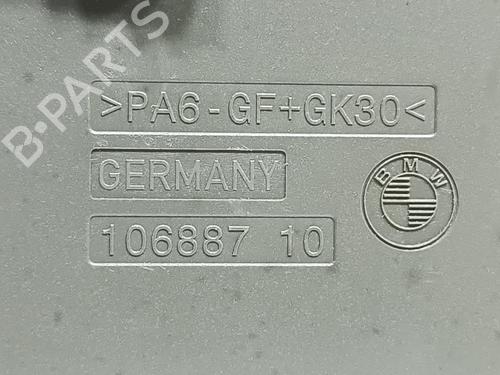 >PA6-GF+GK30<
GERMANY
BMW
106887 10
B-PARTS